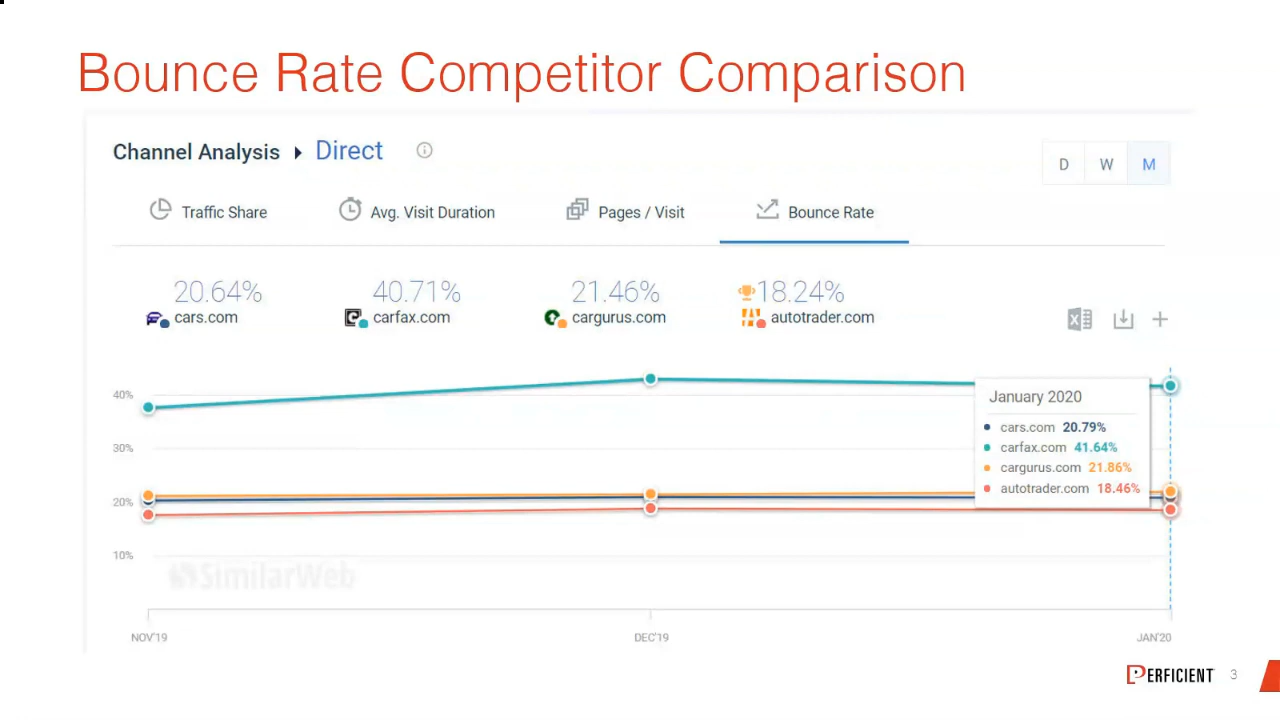 Bounce Rate Competitor Comparison
Channel Analysis Direct
D W M
Traffic Share Avg. Visit Duration Pages / Visit Bounce Rate
20.64% 40.71% 21.46% 18.24%
cars.com carfax.com cargurus.com autotrader.com
40%
30%
20%
10%
January 2020
cars.com 20.79%
carfax.com 41.64%
cargurus.com 21.86%
autotrader.com 18.46%
SimilarWeb
NOV'19 DEC'19 JAN'20
PERFICIENT 3